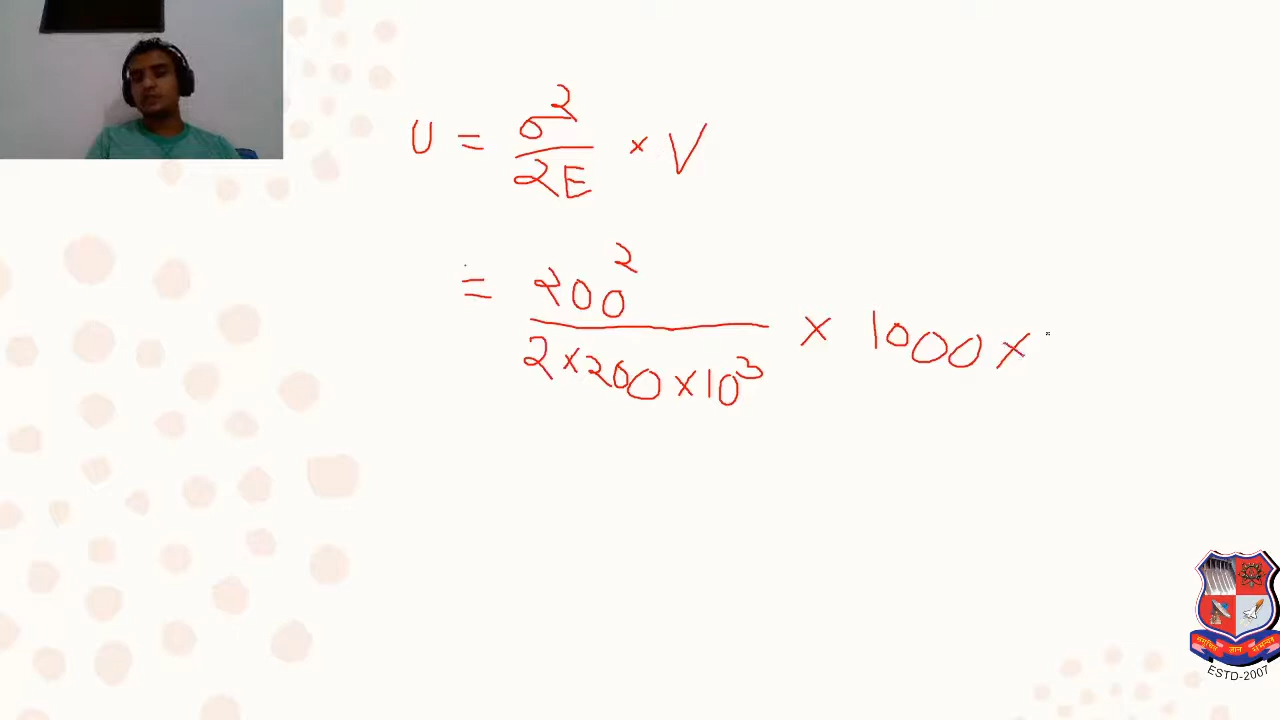 U = σ²/2E × V
= 200²/2×200×10³ × 1000 ×
ESTD-2007